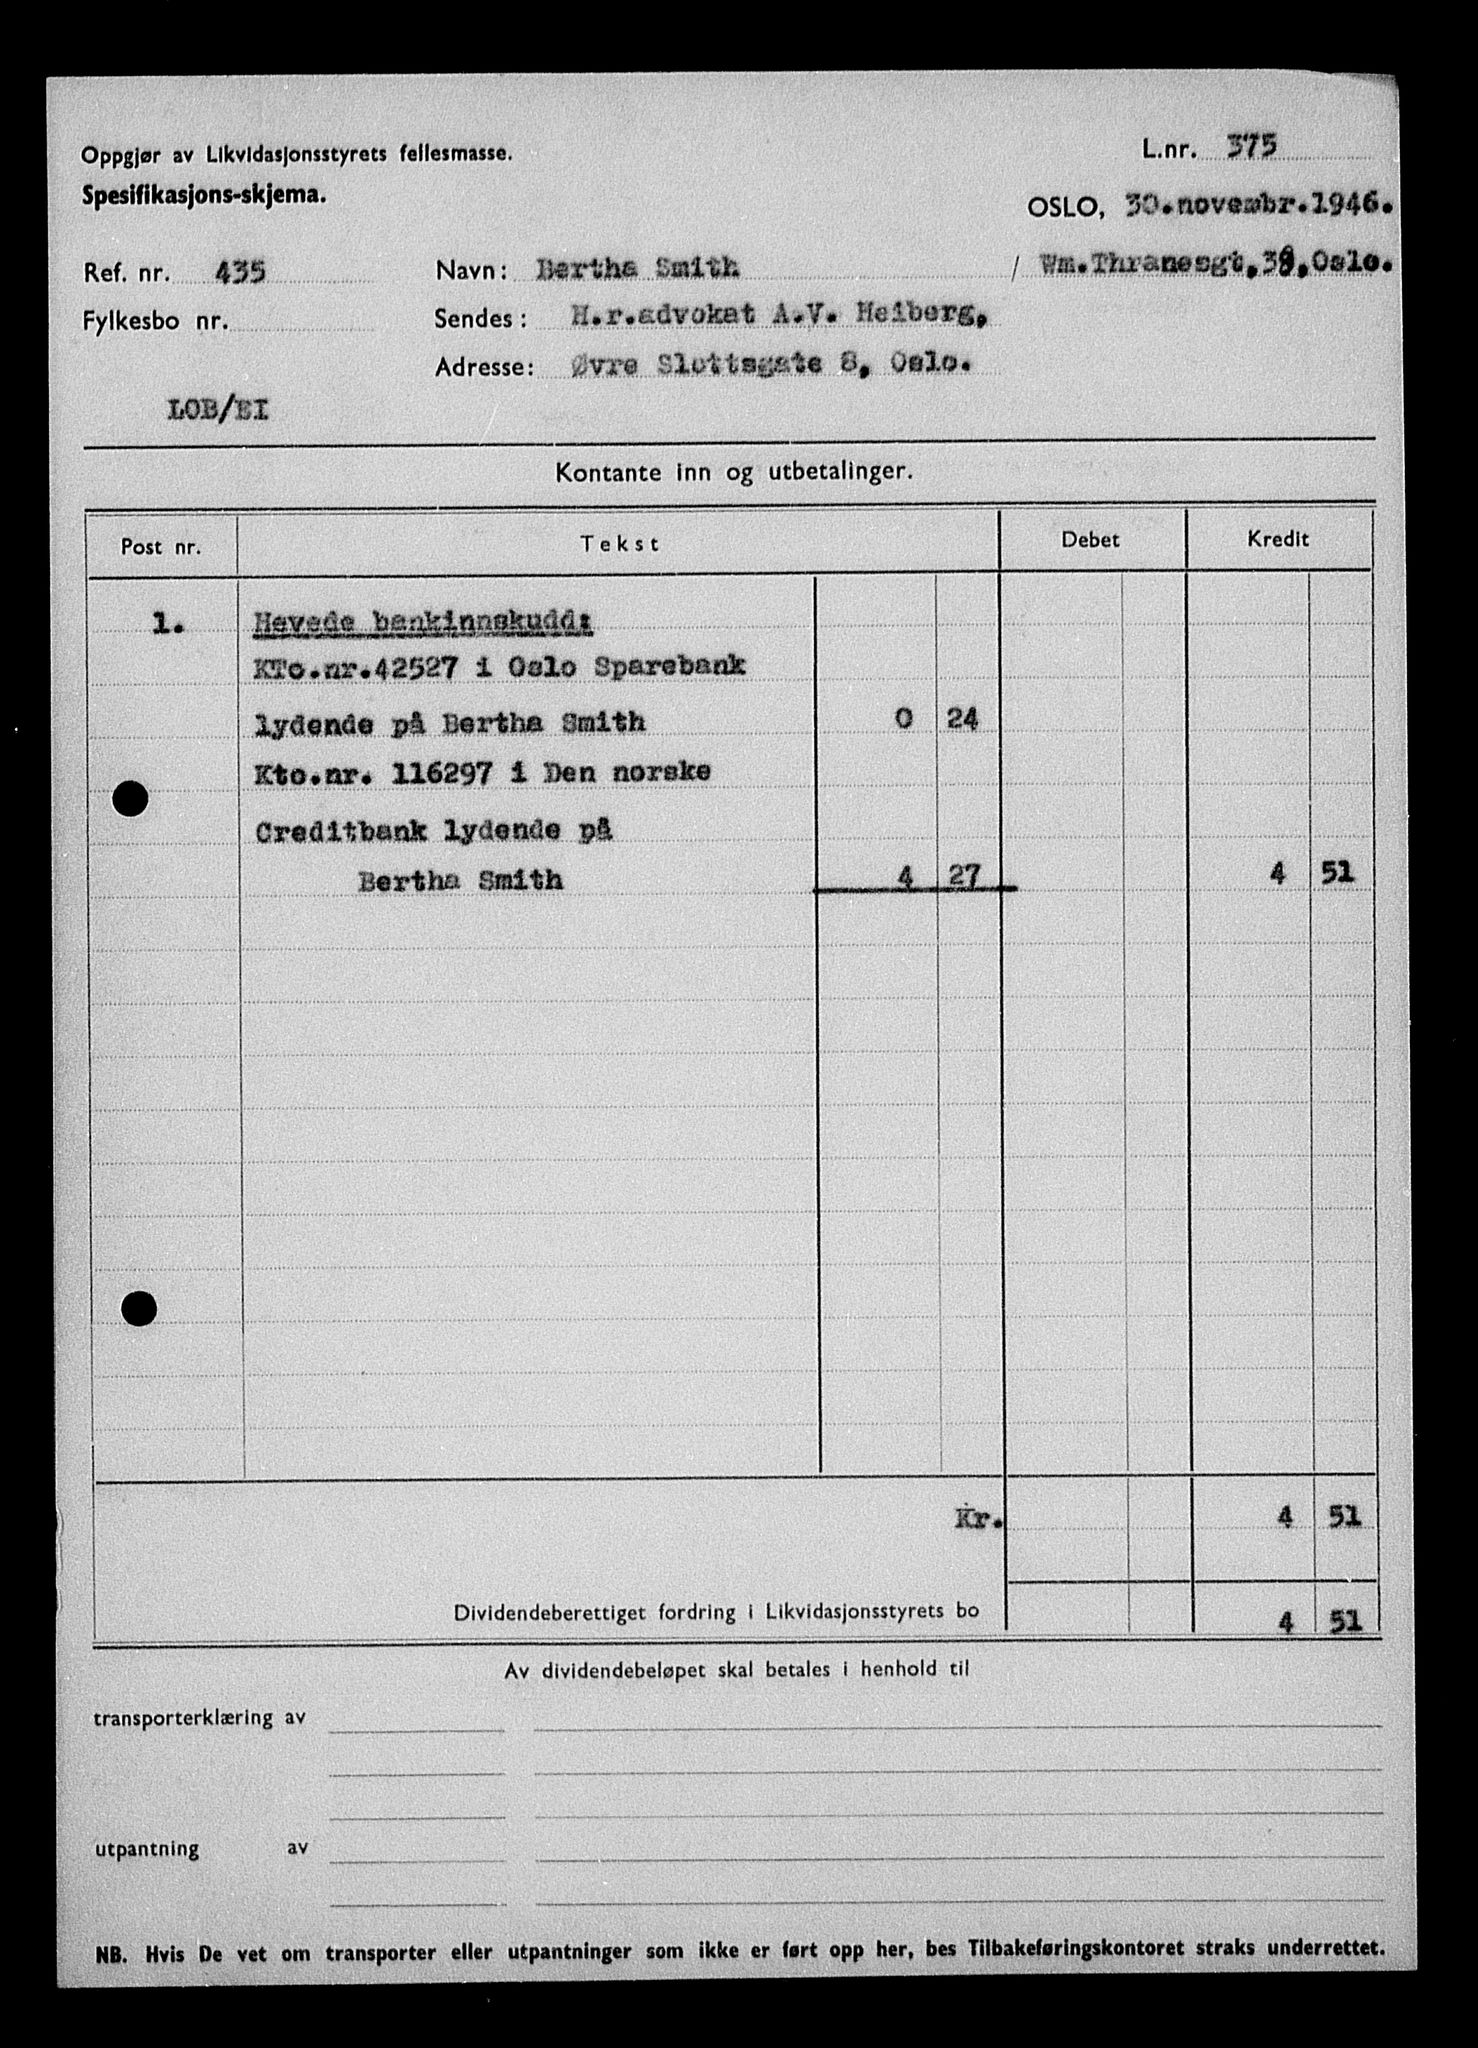 Oppgjør av Likvidasjonsstyrets fellesmasse.
L.nr. 375
Spesifikasjons-skjema.
OSLO, 30.novembr.1946.
Ref. nr. 435 Navn: Bertha Smith / Wm.Thranesgt.38,Oslo.
Fylkesbo nr. Sendes: H.r.advokat A.V. Heiberg,
Adresse: Øvre Slottsgate 8, Oslo.
LOB/EI
Kontante inn og utbetalinger.
Post nr. Tekst Debet Kredit
1. Hevede bankinnskudd:
KTo.nr.42527 i Oslo Sparebank
lydende på Bertha Smith 0 24
Kto.nr. 116297 i Den norske
Creditbank lydende på
Bertha Smith 4 27 4 51
Kr. 4 51
Dividendeberettiget fordring i Likvidasjonsstyrets bo 4 51
Av dividendebeløpet skal betales i henhold til
transporterklæring av
utpantning av
NB. Hvis De vet om transporter eller utpantninger som ikke er ført opp her, bes Tilbakeføringskontoret straks underrettet.